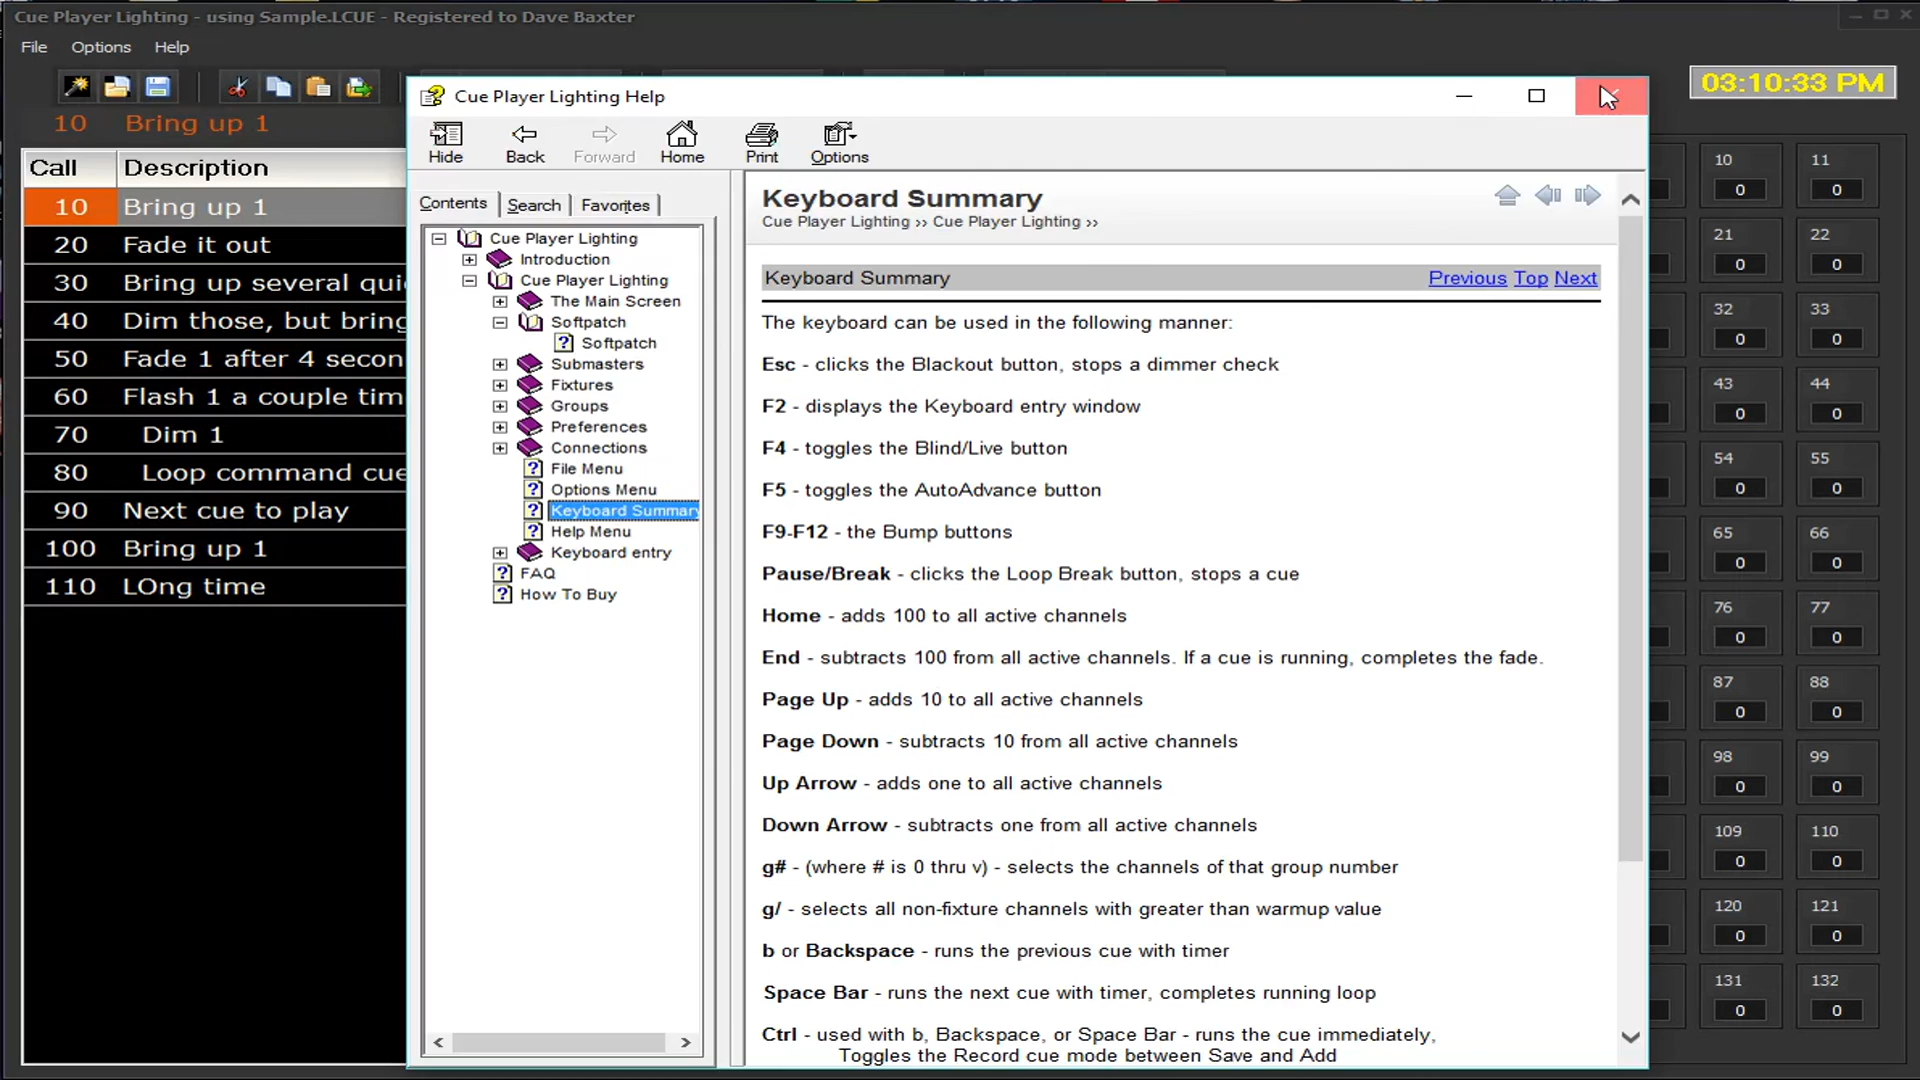 Cue Player Lighting - using Sample.LCUE - Registered to Dave Baxter
File Options Help
03:10:33 PM
10 Bring up 1
Call Description
10 Bring up 1
20 Fade it out
30 Bring up several qui
40 Dim those, but bring
50 Fade 1 after 4 secon
60 Flash 1 a couple tim
70 Dim 1
80 Loop command cue
90 Next cue to play
100 Bring up 1
110 LOng time
Cue Player Lighting Help
Hide Back Forward Home Print Options
Contents Search Favorites
Cue Player Lighting
Introduction
Cue Player Lighting
The Main Screen
Softpatch
Softpatch
Submasters
Fixtures
Groups
Preferences
Connections
File Menu
Options Menu
Keyboard Summary
Help Menu
Keyboard entry
FAQ
How To Buy
Keyboard Summary
Cue Player Lighting ›› Cue Player Lighting ››
Keyboard Summary Previous Top Next
The keyboard can be used in the following manner:
Esc - clicks the Blackout button, stops a dimmer check
F2 - displays the Keyboard entry window
F4 - toggles the Blind/Live button
F5 - toggles the AutoAdvance button
F9-F12 - the Bump buttons
Pause/Break - clicks the Loop Break button, stops a cue
Home - adds 100 to all active channels
End - subtracts 100 from all active channels. If a cue is running, completes the fade.
Page Up - adds 10 to all active channels
Page Down - subtracts 10 from all active channels
Up Arrow - adds one to all active channels
Down Arrow - subtracts one from all active channels
g# - (where # is 0 thru v) - selects the channels of that group number
g/ - selects all non-fixture channels with greater than warmup value
b or Backspace - runs the previous cue with timer
Space Bar - runs the next cue with timer, completes running loop
Ctrl - used with b, Backspace, or Space Bar - runs the cue immediately,
Toggles the Record cue mode between Save and Add
10 11
0 0
21 22
0 0
32 33
0 0
43 44
0 0
54 55
0 0
65 66
0 0
76 77
0 0
87 88
0 0
98 99
0 0
109 110
0 0
120 121
0 0
131 132
0 0